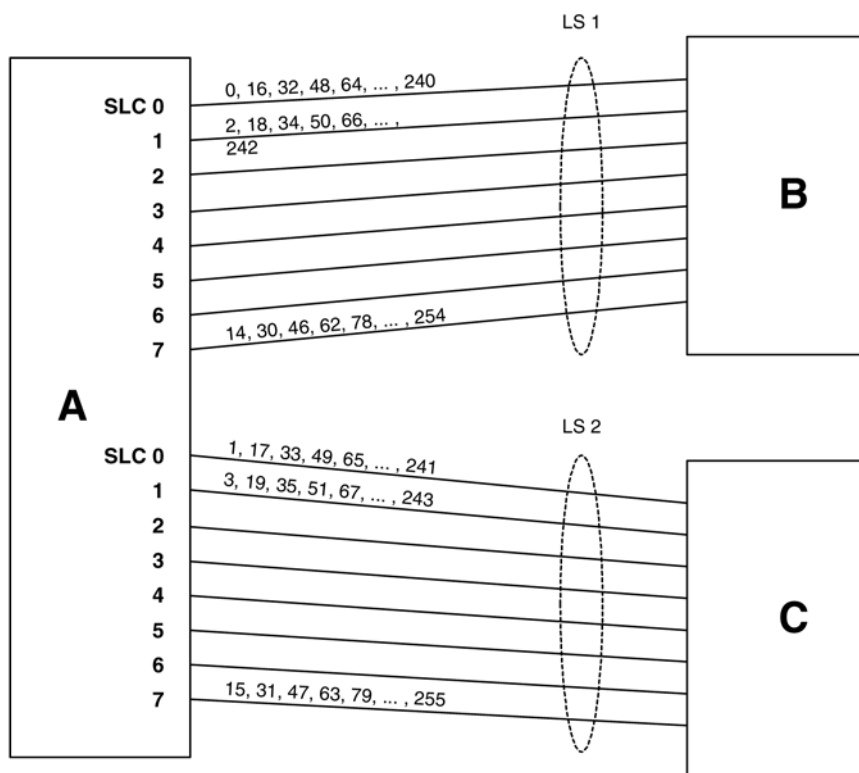 LS 1
0, 16, 32, 48, 64, ... , 240
SLC 0
2, 18, 34, 50, 66, ... ,
242
1
2
B
3
4
5
6
14, 30, 46, 62, 78, ... , 254
7
A
LS 2
SLC 0
1, 17, 33, 49, 65, ... , 241
3, 19, 35, 51, 67, ... , 243
1
2
3
4
C
5
6
15, 31, 47, 63, 79, ... , 255
7